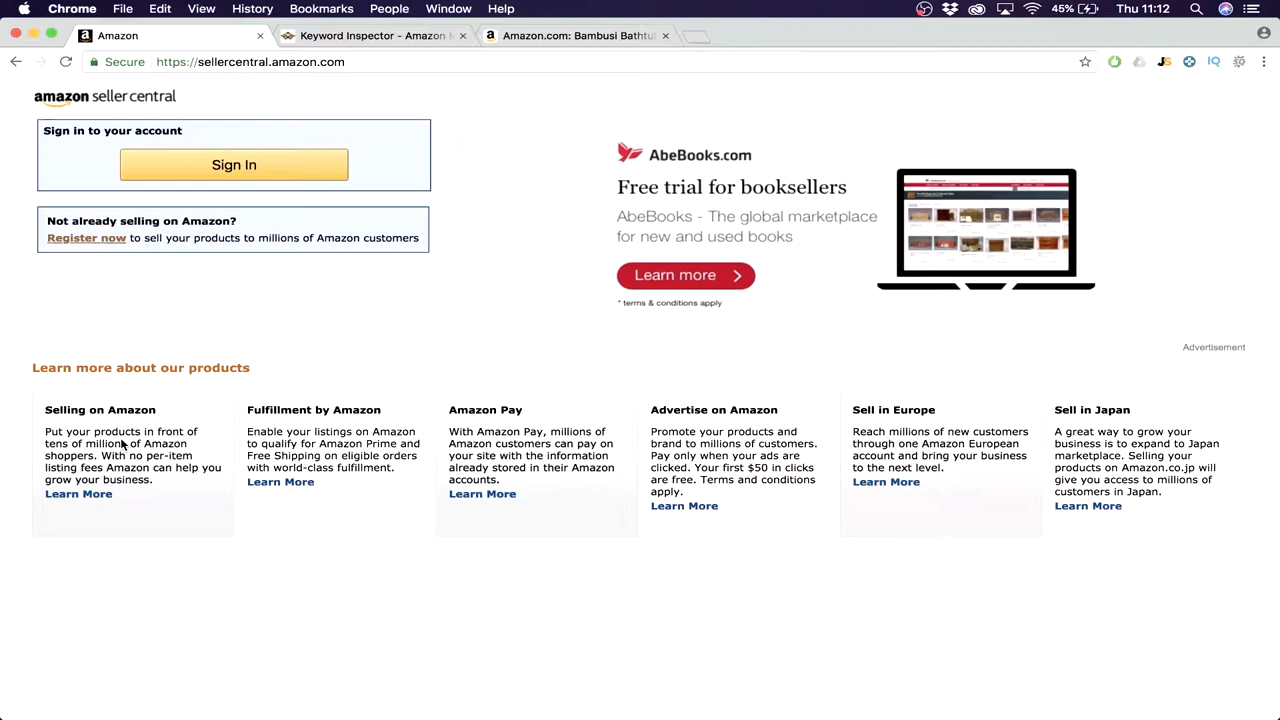 Chrome File Edit View History Bookmarks People Window Help 45% Thu 11:12
Amazon
Keyword Inspector - Amazon
Amazon.com: Bambusi Bathtu
Secure https://sellercentral.amazon.com
amazon seller central
Sign in to your account
Sign In
Not already selling on Amazon?
Register now to sell your products to millions of Amazon customers
AbeBooks.com
Free trial for booksellers
AbeBooks - The global marketplace
for new and used books
Learn more
* terms & conditions apply
Advertisement
Learn more about our products
Selling on Amazon
Put your products in front of
tens of millions of Amazon
shoppers. With no per-item
listing fees Amazon can help you
grow your business.
Learn More
Fulfillment by Amazon
Enable your listings on Amazon
to qualify for Amazon Prime and
Free Shipping on eligible orders
with world-class fulfillment.
Learn More
Amazon Pay
With Amazon Pay, millions of
Amazon customers can pay on
your site with the information
already stored in their Amazon
accounts.
Learn More
Advertise on Amazon
Promote your products and
brand to millions of customers.
Pay only when your ads are
clicked. Your first $50 in clicks
are free. Terms and conditions
apply.
Learn More
Sell in Europe
Reach millions of new customers
through one Amazon European
account and bring your business
to the next level.
Learn More
Sell in Japan
A great way to grow your
business is to expand to Japan
marketplace. Selling your
products on Amazon.co.jp will
give you access to millions of
customers in Japan.
Learn More